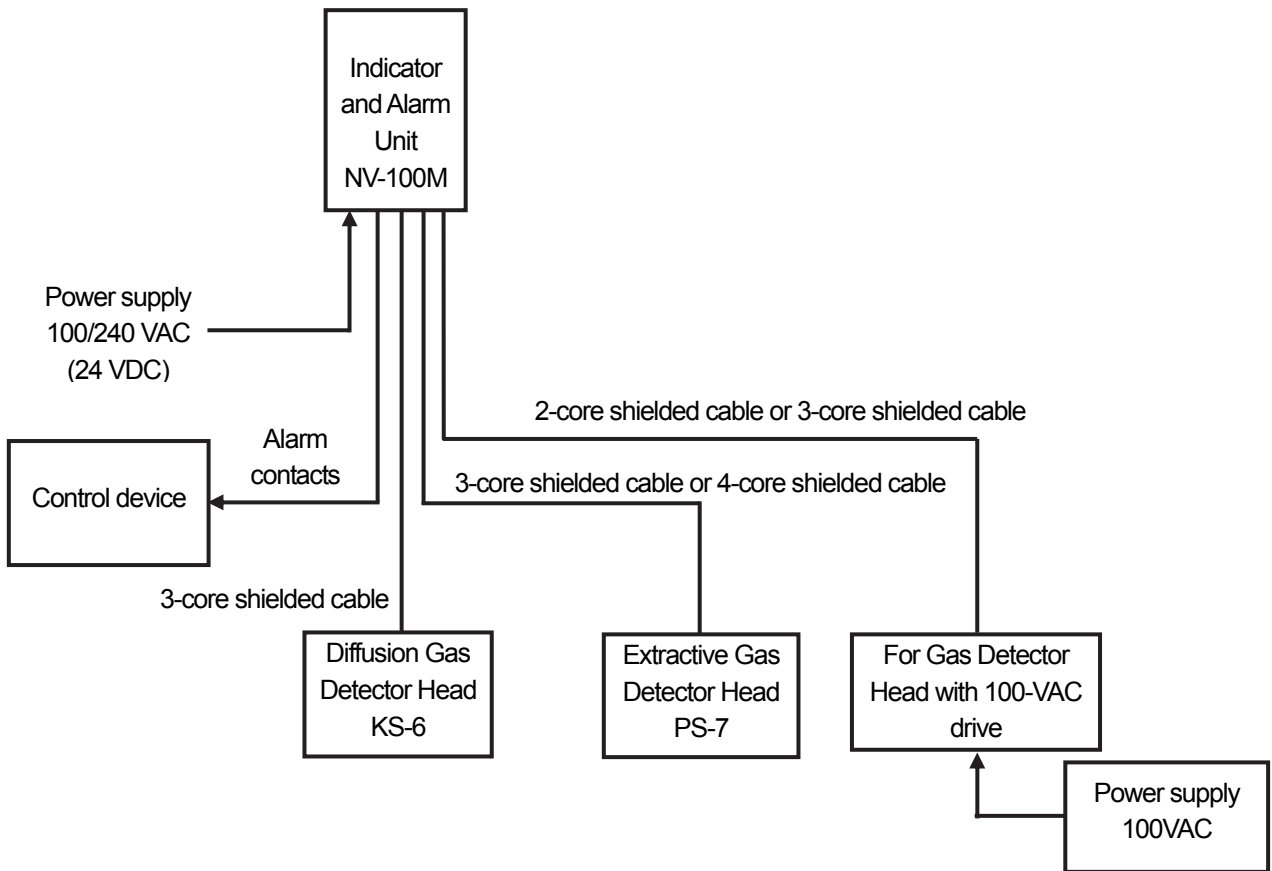 Indicator
and Alarm
Unit
NV-100M
Power supply
100/240 VAC
(24 VDC)
2-core shielded cable or 3-core shielded cable
Alarm
contacts
Control device
3-core shielded cable or 4-core shielded cable
3-core shielded cable
Diffusion Gas
Detector Head
KS-6
Extractive Gas
Detector Head
PS-7
For Gas Detector
Head with 100-VAC
drive
Power supply
100VAC